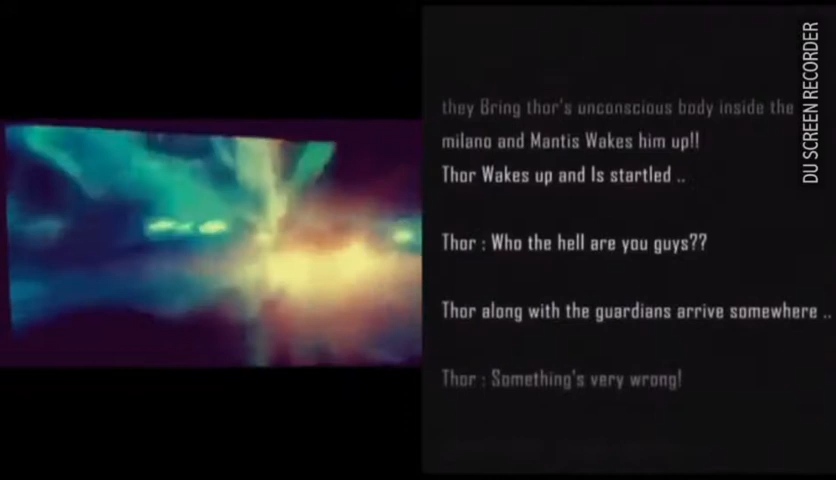 they Bring thor's unconscious body inside the
milano and Mantis Wakes him up!!
Thor Wakes up and Is startled ..
Thor : Who the hell are you guys??
Thor along with the guardians arrive somewhere ..
Thor : Something's very wrong!
DU SCREEN RECORDER